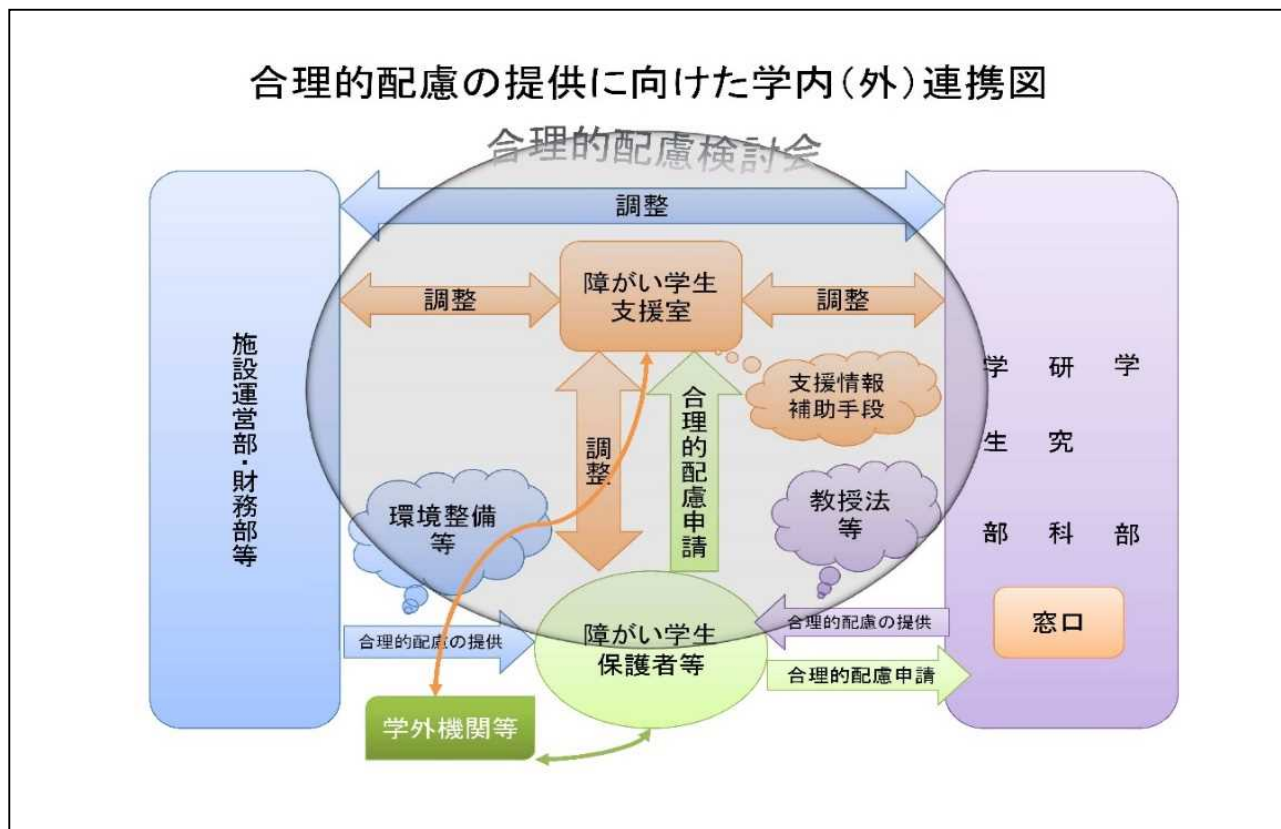 合理的配慮の提供に向けた学内(外)連携図
合理的配慮検討会
調整
障がい学生
支援室
調整
調整
施設運営部・財務部等
学部
研究科
学生部
支援情報
補助手段
合理的配慮申請
調整
環境整備
等
教授法
等
合理的配慮の提供
障がい学生
保護者等
合理的配慮の提供
窓口
合理的配慮申請
学外機関等